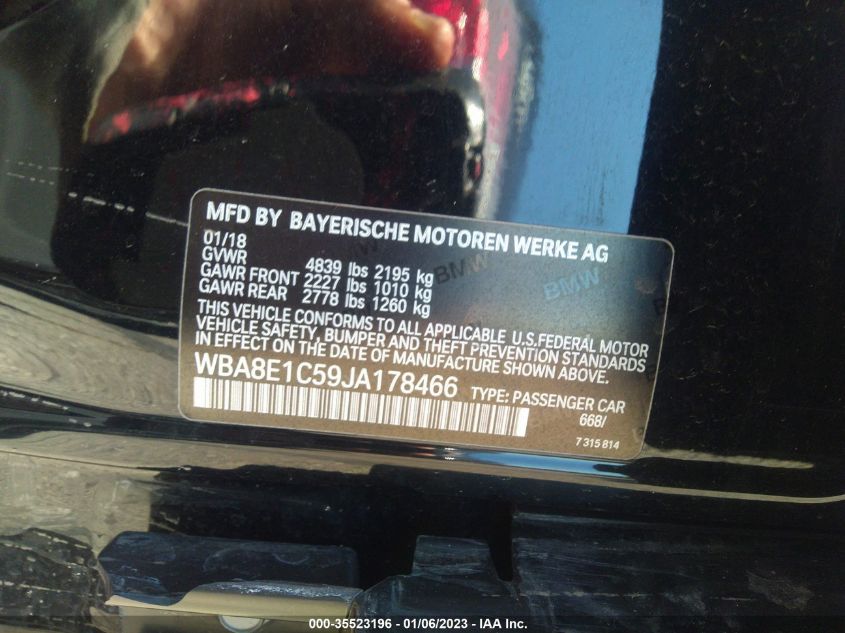 MFD BY BAYERISCHE MOTOREN WERKE AG
01/18
GVWR 4839 lbs 2195 kg
GAWR FRONT 2227 lbs 1010 kg
GAWR REAR 2778 lbs 1260 kg
THIS VEHICLE CONFORMS TO ALL APPLICABLE U.S.FEDERAL MOTOR
VEHICLE SAFETY, BUMPER AND THEFT PREVENTION STANDARDS
IN EFFECT ON THE DATE OF MANUFACTURE SHOWN ABOVE.
WBA8E1C59JA178466 TYPE: PASSENGER CAR
668/
7 315 814
BMW
BMW
000-35523196 - 01/06/2023 - IAA Inc.